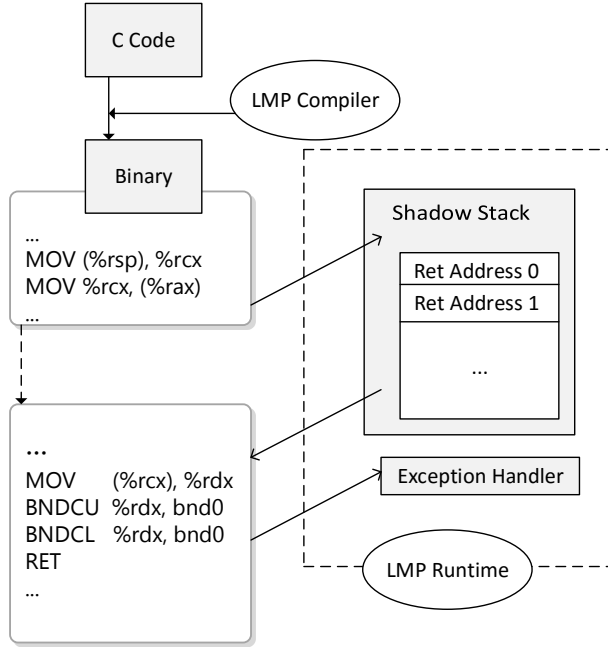 C Code
LMP Compiler
Binary
...
MOV (%rsp), %rcx
MOV %rcx, (%rax)
...
Shadow Stack
Ret Address 0
Ret Address 1
...
...
MOV (%rcx), %rdx
BNDCU %rdx, bnd0
BNDCL %rdx, bnd0
RET
...
Exception Handler
LMP Runtime